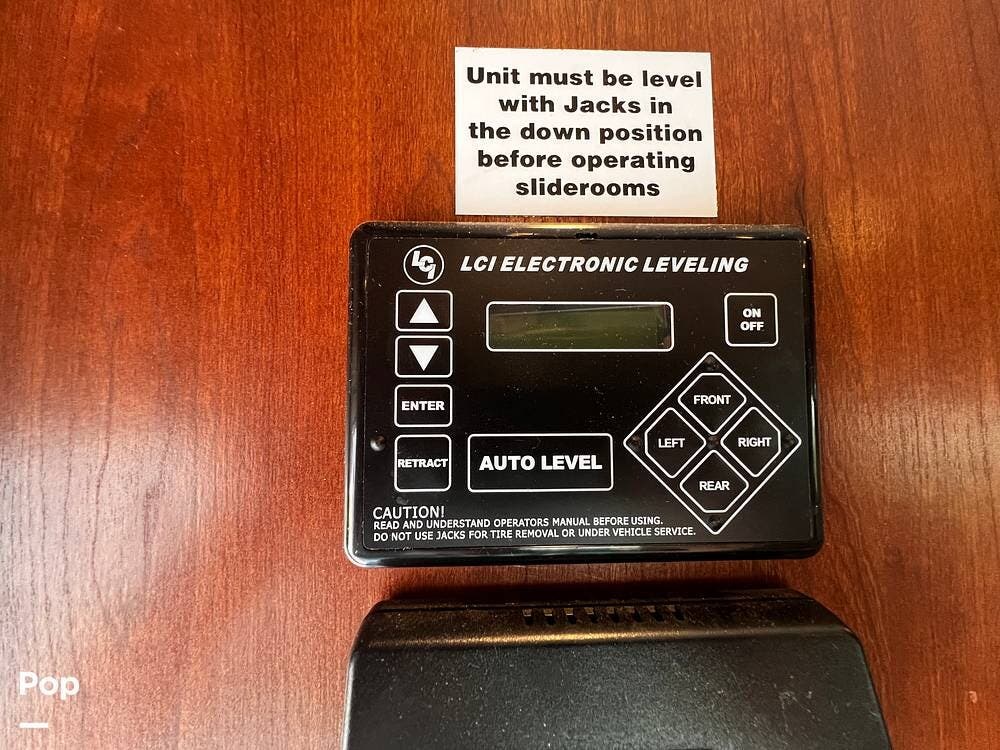 Unit must be level
with Jacks in
the down position
before operating
sliderooms
LCI
LCI ELECTRONIC LEVELING
ON
OFF
ENTER
RETRACT
AUTO LEVEL
FRONT
LEFT
RIGHT
REAR
CAUTION!
READ AND UNDERSTAND OPERATORS MANUAL BEFORE USING.
DO NOT USE JACKS FOR TIRE REMOVAL OR UNDER VEHICLE SERVICE.
Pop